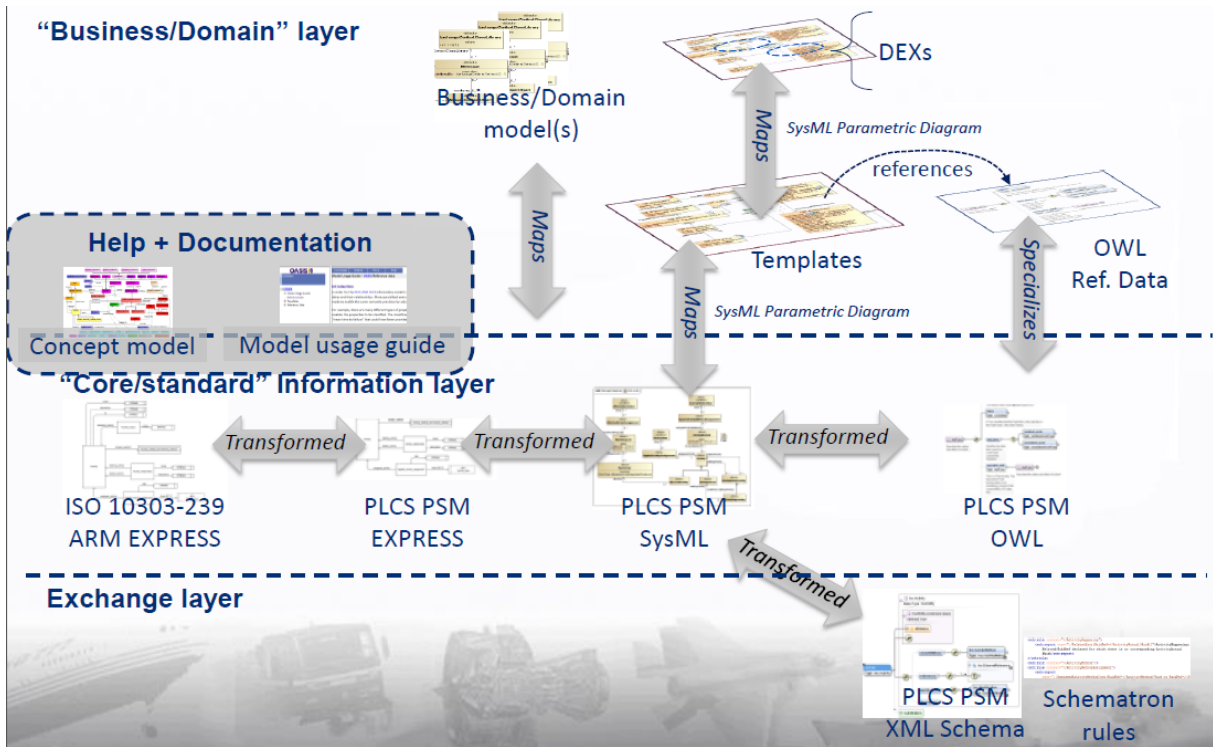 “Business/Domain” layer
Business/Domain
model(s)
DEXs
Maps
SysML Parametric Diagram
references
Maps
Templates
OWL
Ref. Data
Help + Documentation
OASIS
Concept model
Model usage guide
Maps
SysML Parametric Diagram
Specializes
“Core/standard” Information layer
Transformed
Transformed
Transformed
ISO 10303-239
ARM EXPRESS
PLCS PSM
EXPRESS
PLCS PSM
SysML
PLCS PSM
OWL
Transformed
Exchange layer
PLCS PSM
XML Schema
Schematron
rules